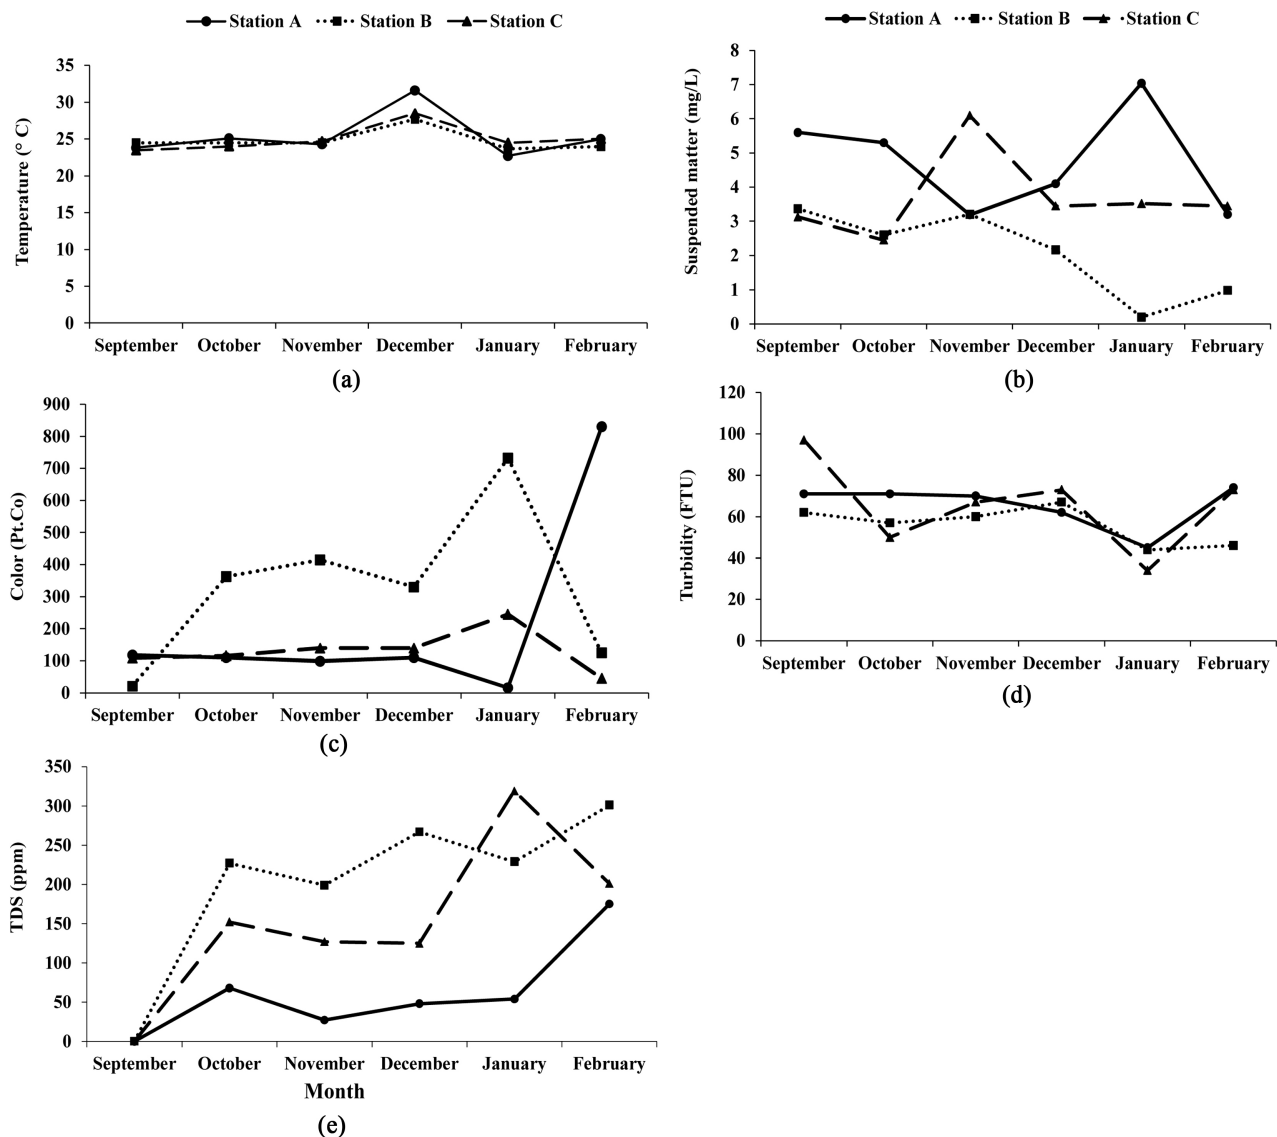 Station A Station B Station C
Temperature (° C)
35
30
25
20
15
10
5
0
September October November December January February
(a)
Station A Station B Station C
Suspended matter (mg/L)
8
7
6
5
4
3
2
1
0
September October November December January February
(b)
Color (Pt.Co)
900
800
700
600
500
400
300
200
100
0
September October November December January February
(c)
Turbidity (FTU)
120
100
80
60
40
20
0
September October November December January February
(d)
TDS (ppm)
350
300
250
200
150
100
50
0
September October November December January February
Month
(e)